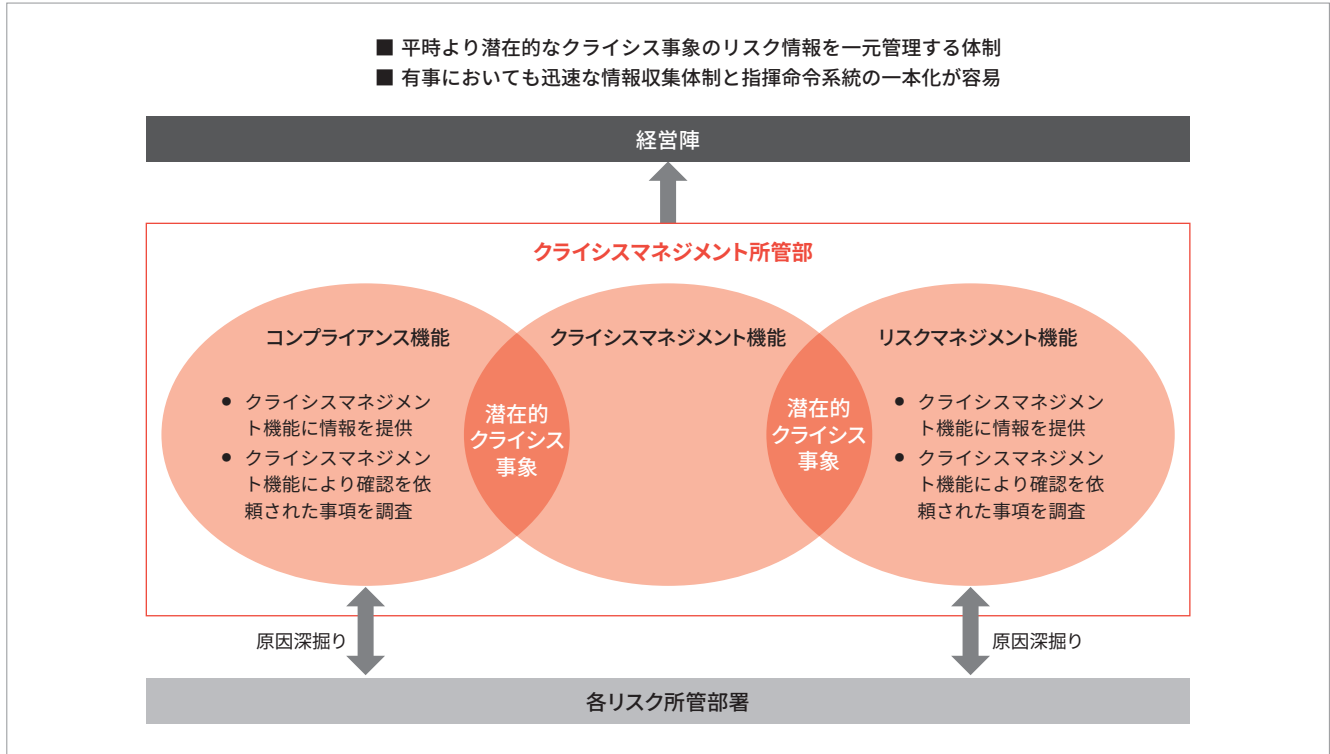 ■ 平時より潜在的なクライシス事象のリスク情報を一元管理する体制
■ 有事においても迅速な情報収集体制と指揮命令系統の一本化が容易
経営陣
クライシスマネジメント所管部
コンプライアンス機能
● クライシスマネジメン
ト機能に情報を提供
● クライシスマネジメン
ト機能により確認を依
頼された事項を調査
潜在的
クライシス
事象
クライシスマネジメント機能
潜在的
クライシス
事象
リスクマネジメント機能
● クライシスマネジメン
ト機能に情報を提供
● クライシスマネジメン
ト機能により確認を依
頼された事項を調査
原因深掘り
原因深掘り
各リスク所管部署